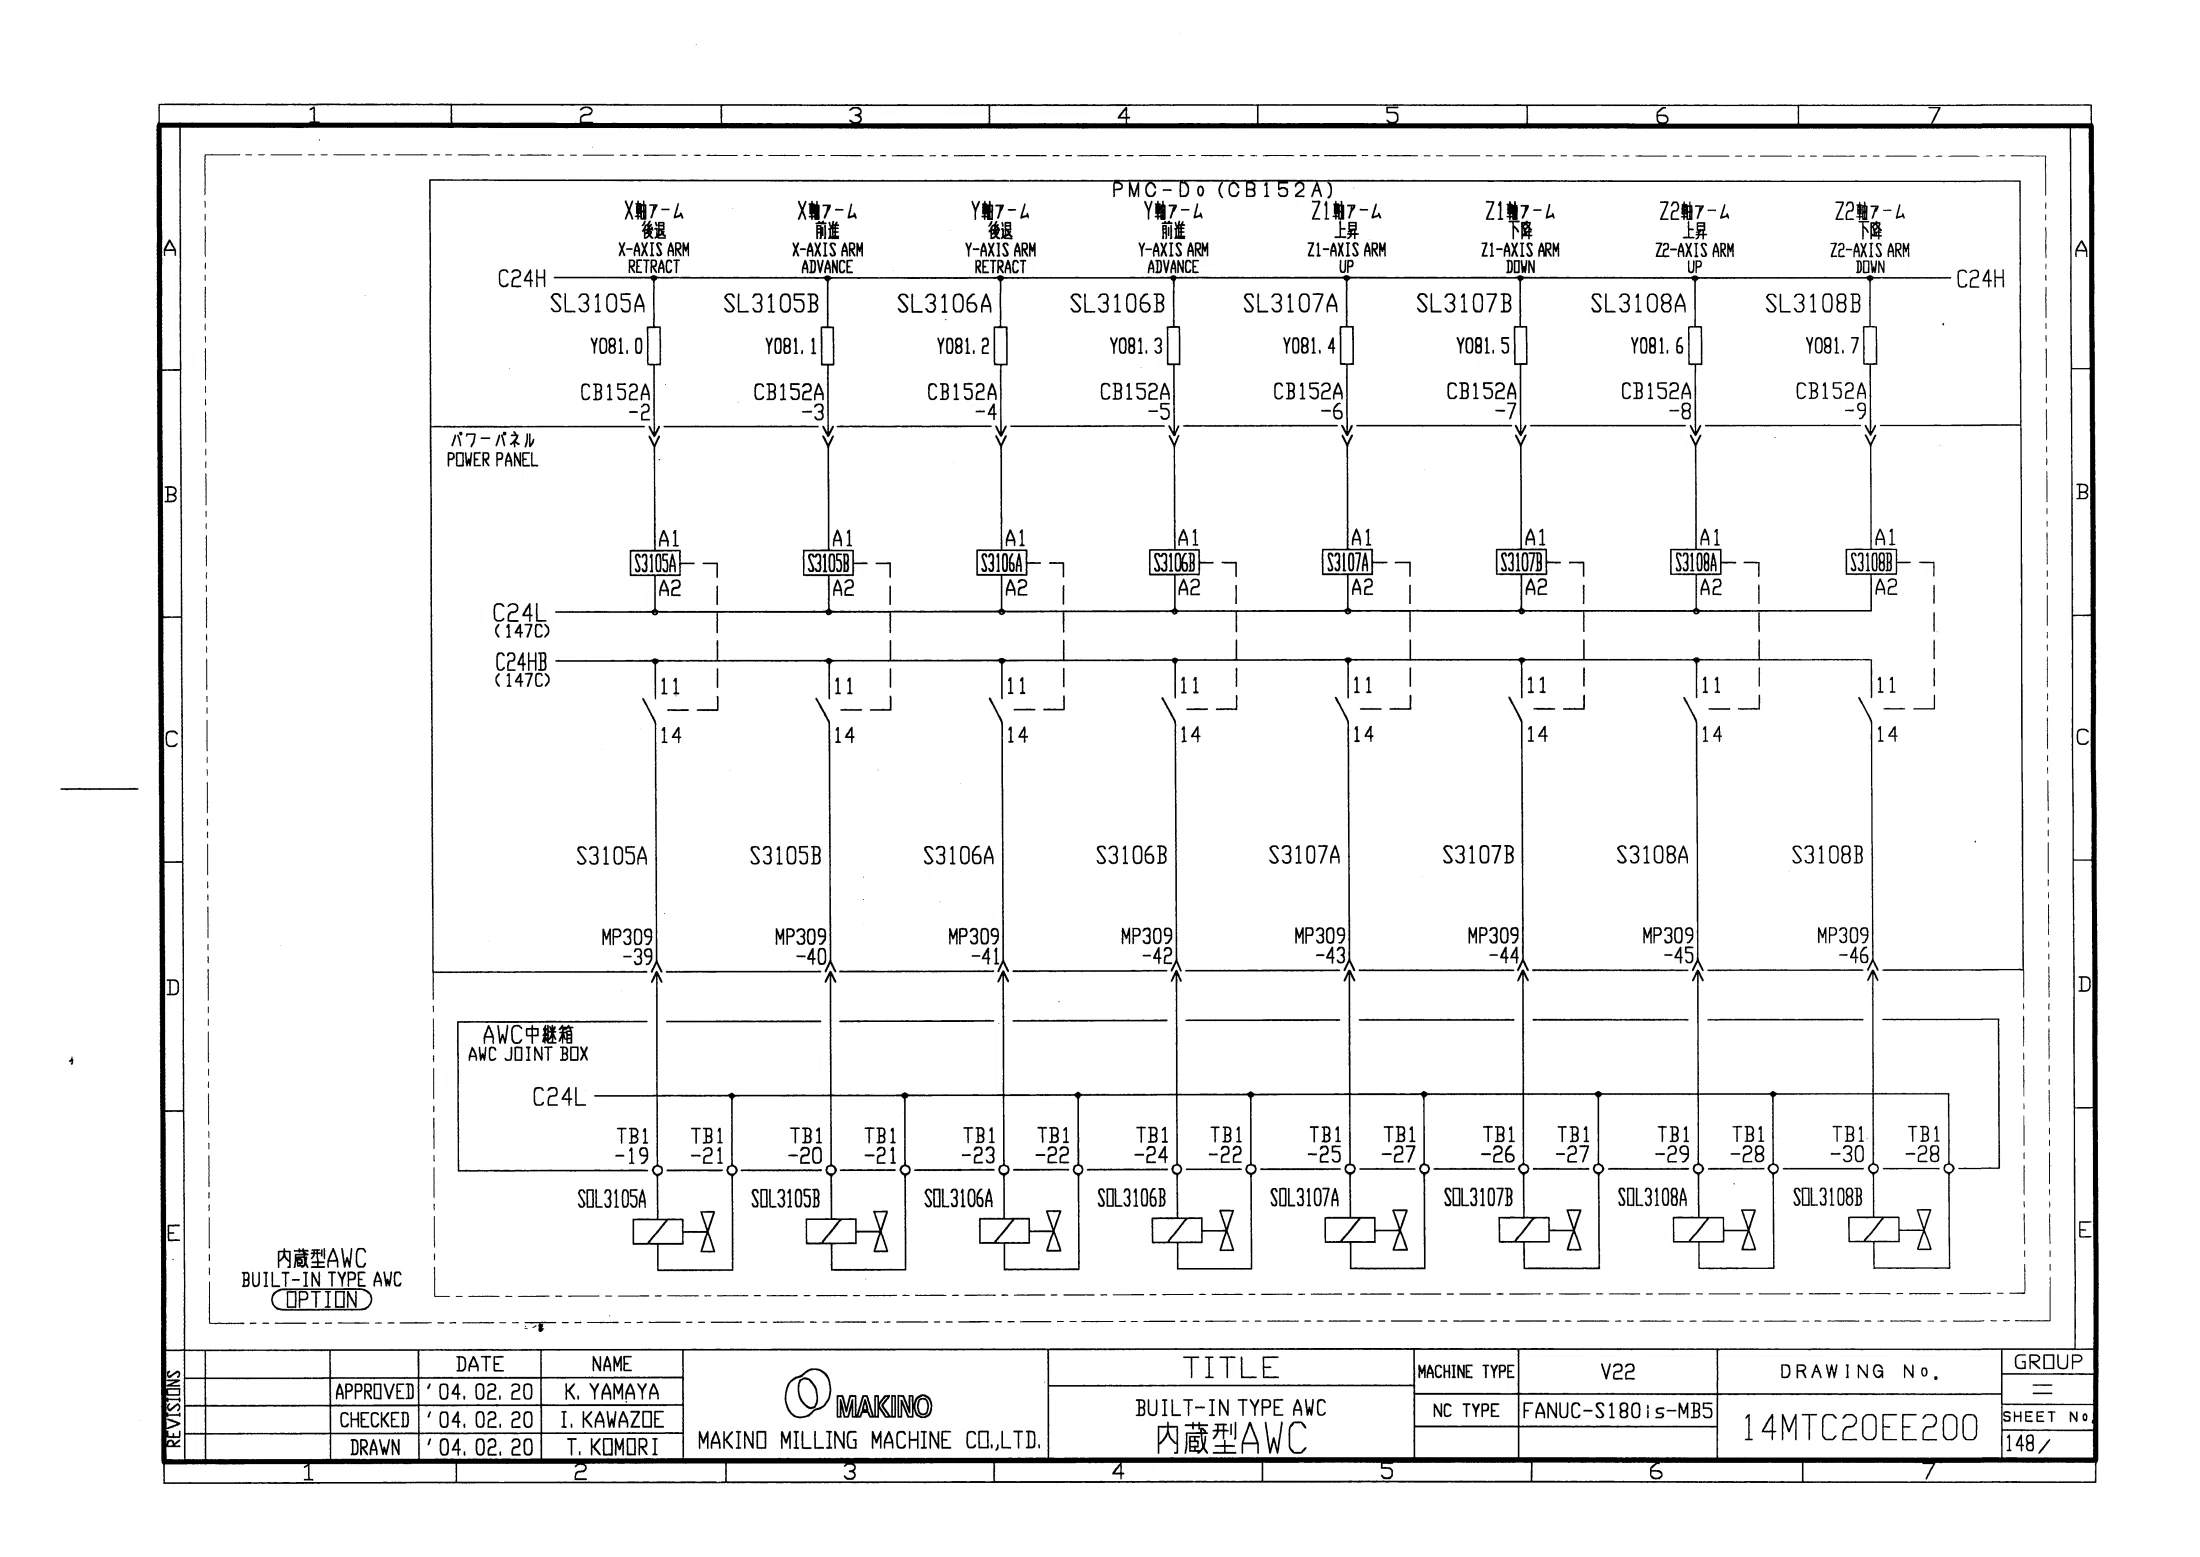 1 2 3 4 5 6 7
PMC-Do (CB152A)
X軸アーム X軸アーム Y軸アーム Y軸アーム Z1軸アーム Z1軸アーム Z2軸アーム Z2軸アーム
後退 前進 後退 前進 上昇 下降 上昇 下降
X-AXIS ARM X-AXIS ARM Y-AXIS ARM Y-AXIS ARM Z1-AXIS ARM Z1-AXIS ARM Z2-AXIS ARM Z2-AXIS ARM
RETRACT ADVANCE RETRACT ADVANCE UP DOWN UP DOWN
A A
C24H C24H
SL3105A SL3105B SL3106A SL3106B SL3107A SL3107B SL3108A SL3108B
Y081.0 Y081.1 Y081.2 Y081.3 Y081.4 Y081.5 Y081.6 Y081.7
CB152A CB152A CB152A CB152A CB152A CB152A CB152A CB152A
-2 -3 -4 -5 -6 -7 -8 -9
パワーパネル
POWER PANEL
B B
A1 A1 A1 A1 A1 A1 A1 A1
S3105A S3105B S3106A S3106B S3107A S3107B S3108A S3108B
A2 A2 A2 A2 A2 A2 A2 A2
C24L
(147C)
C24HB
(147C)
11 11 11 11 11 11 11 11
14 14 14 14 14 14 14 14
C C
S3105A S3105B S3106A S3106B S3107A S3107B S3108A S3108B
MP309 MP309 MP309 MP309 MP309 MP309 MP309 MP309
-39 -40 -41 -42 -43 -44 -45 -46
D D
AWC中継箱
AWC JOINT BOX
C24L
TB1 TB1 TB1 TB1 TB1 TB1 TB1 TB1 TB1 TB1 TB1 TB1 TB1 TB1 TB1 TB1
-19 -21 -20 -21 -23 -22 -24 -22 -25 -27 -26 -27 -29 -28 -30 -28
SOL3105A SOL3105B SOL3106A SOL3106B SOL3107A SOL3107B SOL3108A SOL3108B
E E
内蔵型AWC
BUILT-IN TYPE AWC
OPTION
REVISIONS
DATE NAME
APPROVED '04.02.20 K. YAMAYA
CHECKED '04.02.20 I. KAWAZOE
DRAWN '04.02.20 T. KOMORI
MAKINO
MAKINO MILLING MACHINE CO.,LTD.
TITLE
BUILT-IN TYPE AWC
内蔵型AWC
MACHINE TYPE V22
NC TYPE FANUC-S180is-MB5
DRAWING No.
14MTC20EE200
GROUP
=
SHEET No.
148/
1 2 3 4 5 6 7